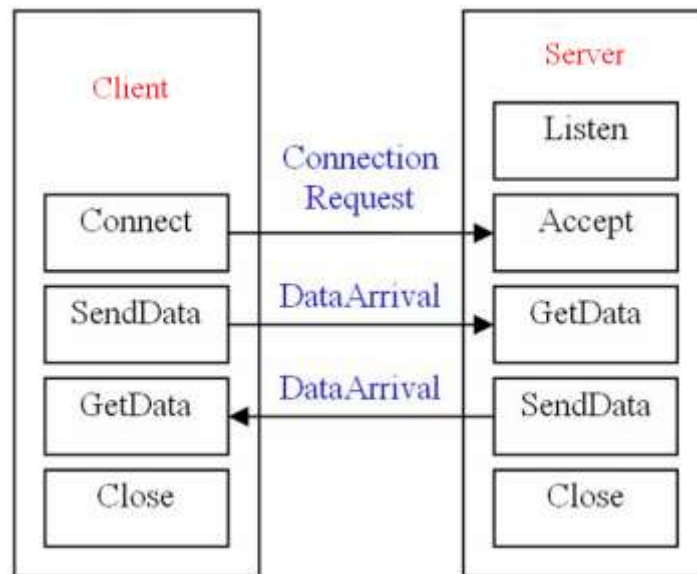 Client
Server
Listen
Connection
Request
Connect
Accept
SendData
DataArrival
GetData
GetData
DataArrival
SendData
Close
Close